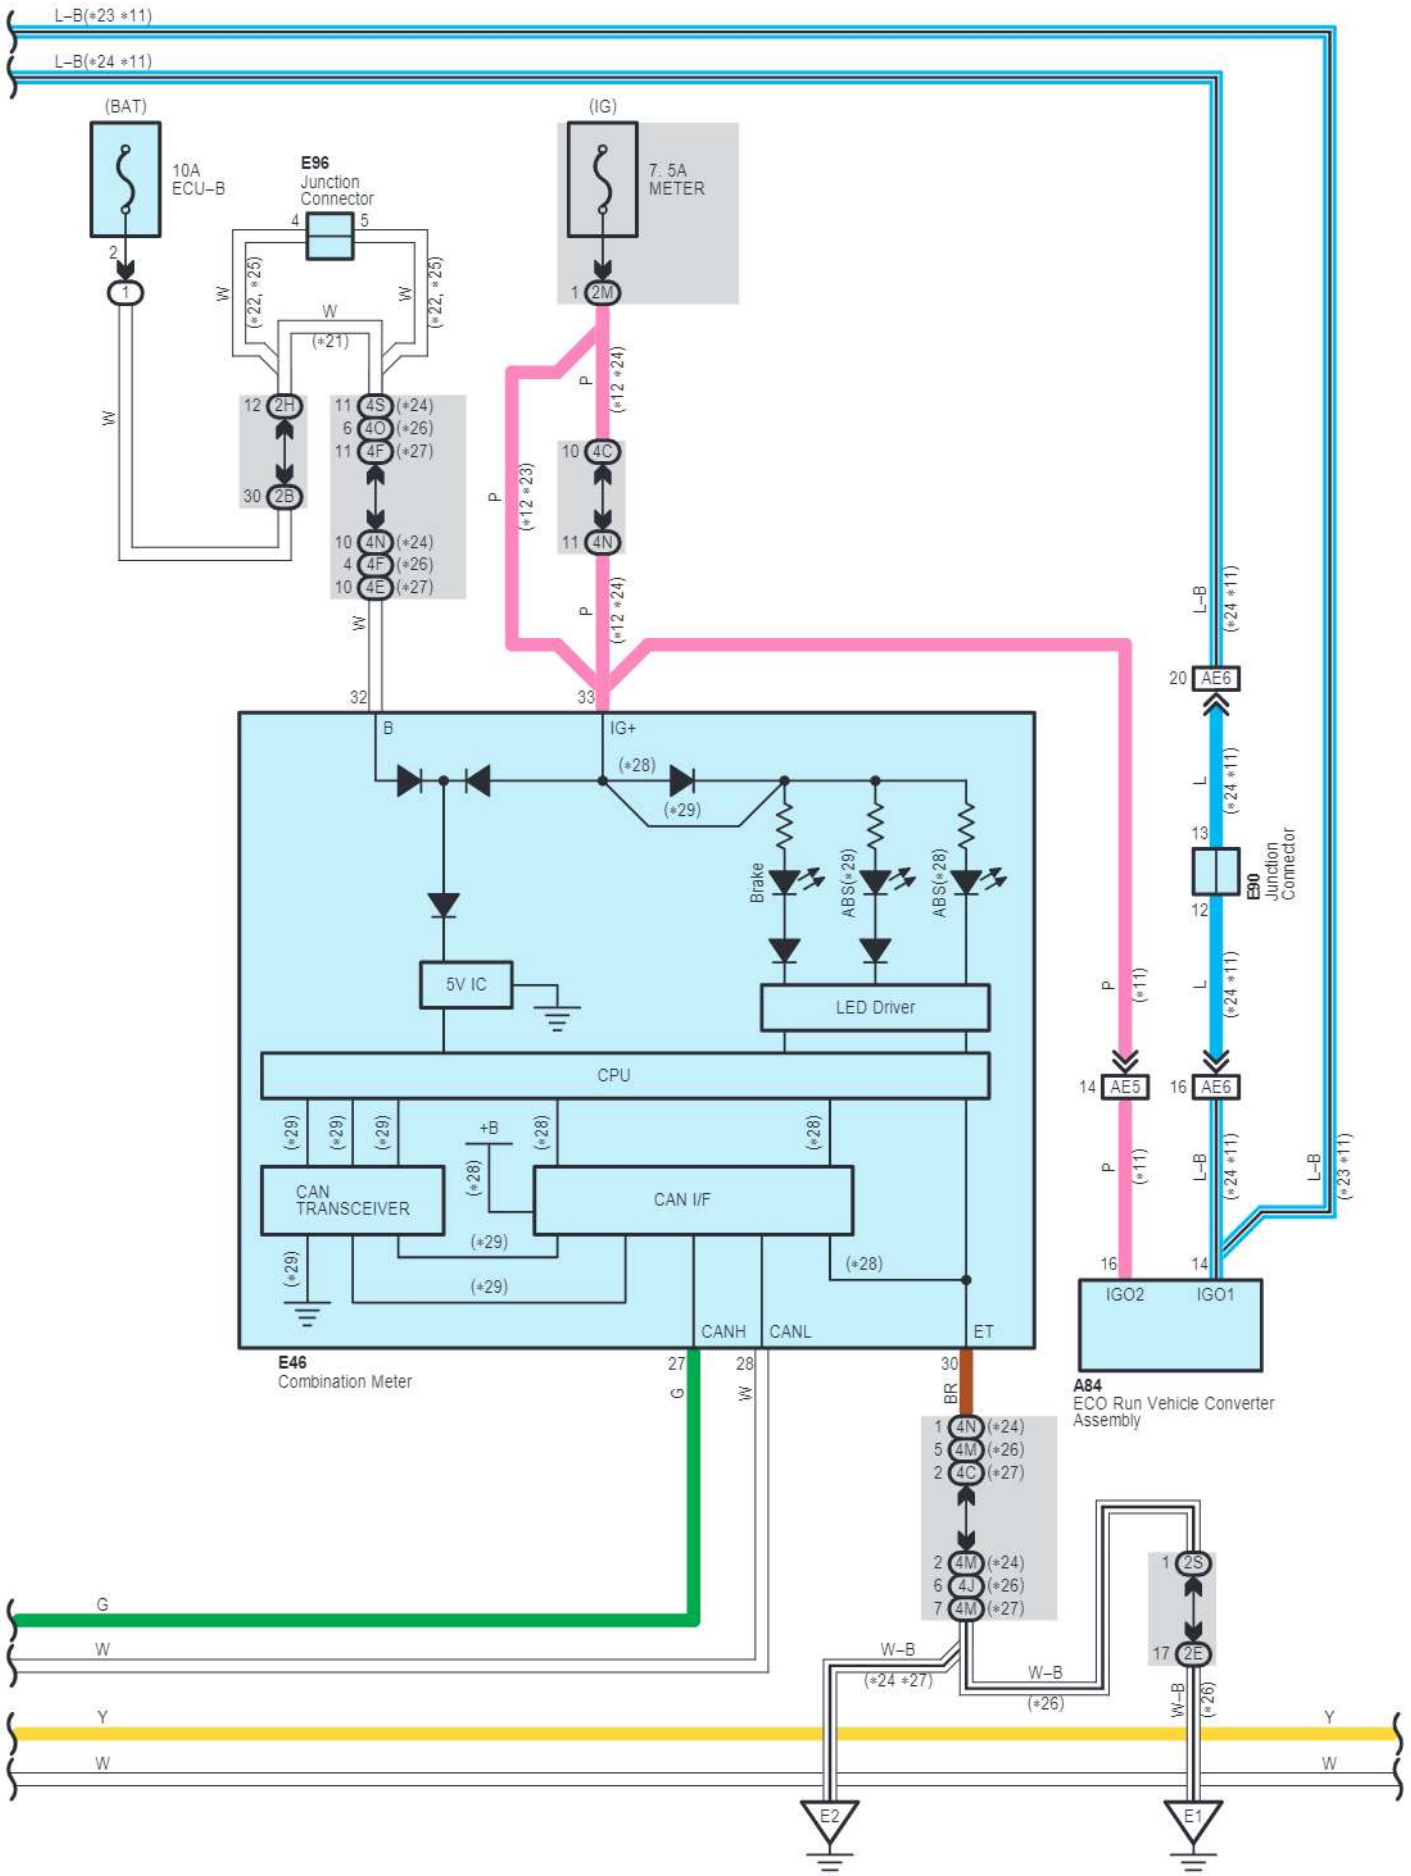 L–B(*23 *11)
L–B(*24 *11)
(BAT)
10A
ECU–B
2
1
E96
Junction
Connector
4
5
W
(*22, *25)
W
(*22, *25)
W
(*21)
W
(IG)
7. 5A
METER
1 2M
P
(*12 *24)
P
(*12 *23)
12 2H
30 2B
11 4S (*24)
6 4O (*26)
11 4F (*27)
10 4N (*24)
4 4F (*26)
10 4E (*27)
W
10 4C
11 4N
P
(*12 *24)
L–B
(*24 *11)
20 AE6
L
(*24 *11)
13
E90
Junction
Connector
12
L
(*24 *11)
P
(*11)
14 AE5
16 AE6
P
(*11)
L–B
(*24 *11)
L–B
(*23 *11)
16
14
IGO2
IGO1
A84
ECO Run Vehicle Converter
Assembly
32
33
B
IG+
(*28)
(*29)
Brake
ABS(*29)
ABS(*28)
5V IC
LED Driver
CPU
(*29)
(*29)
(*29)
+B
(*28)
(*28)
(*28)
CAN
TRANSCEIVER
CAN I/F
(*29)
(*29)
(*29)
(*28)
CANH
CANL
ET
E46
Combination Meter
27
28
30
G
W
BR
1 4N (*24)
5 4M (*26)
2 4C (*27)
2 4M (*24)
6 4J (*26)
7 4M (*27)
1 2S
17 2E
G
W
W–B
(*24 *27)
W–B
(*26)
W–B
(*26)
Y
Y
W
W
E2
E1